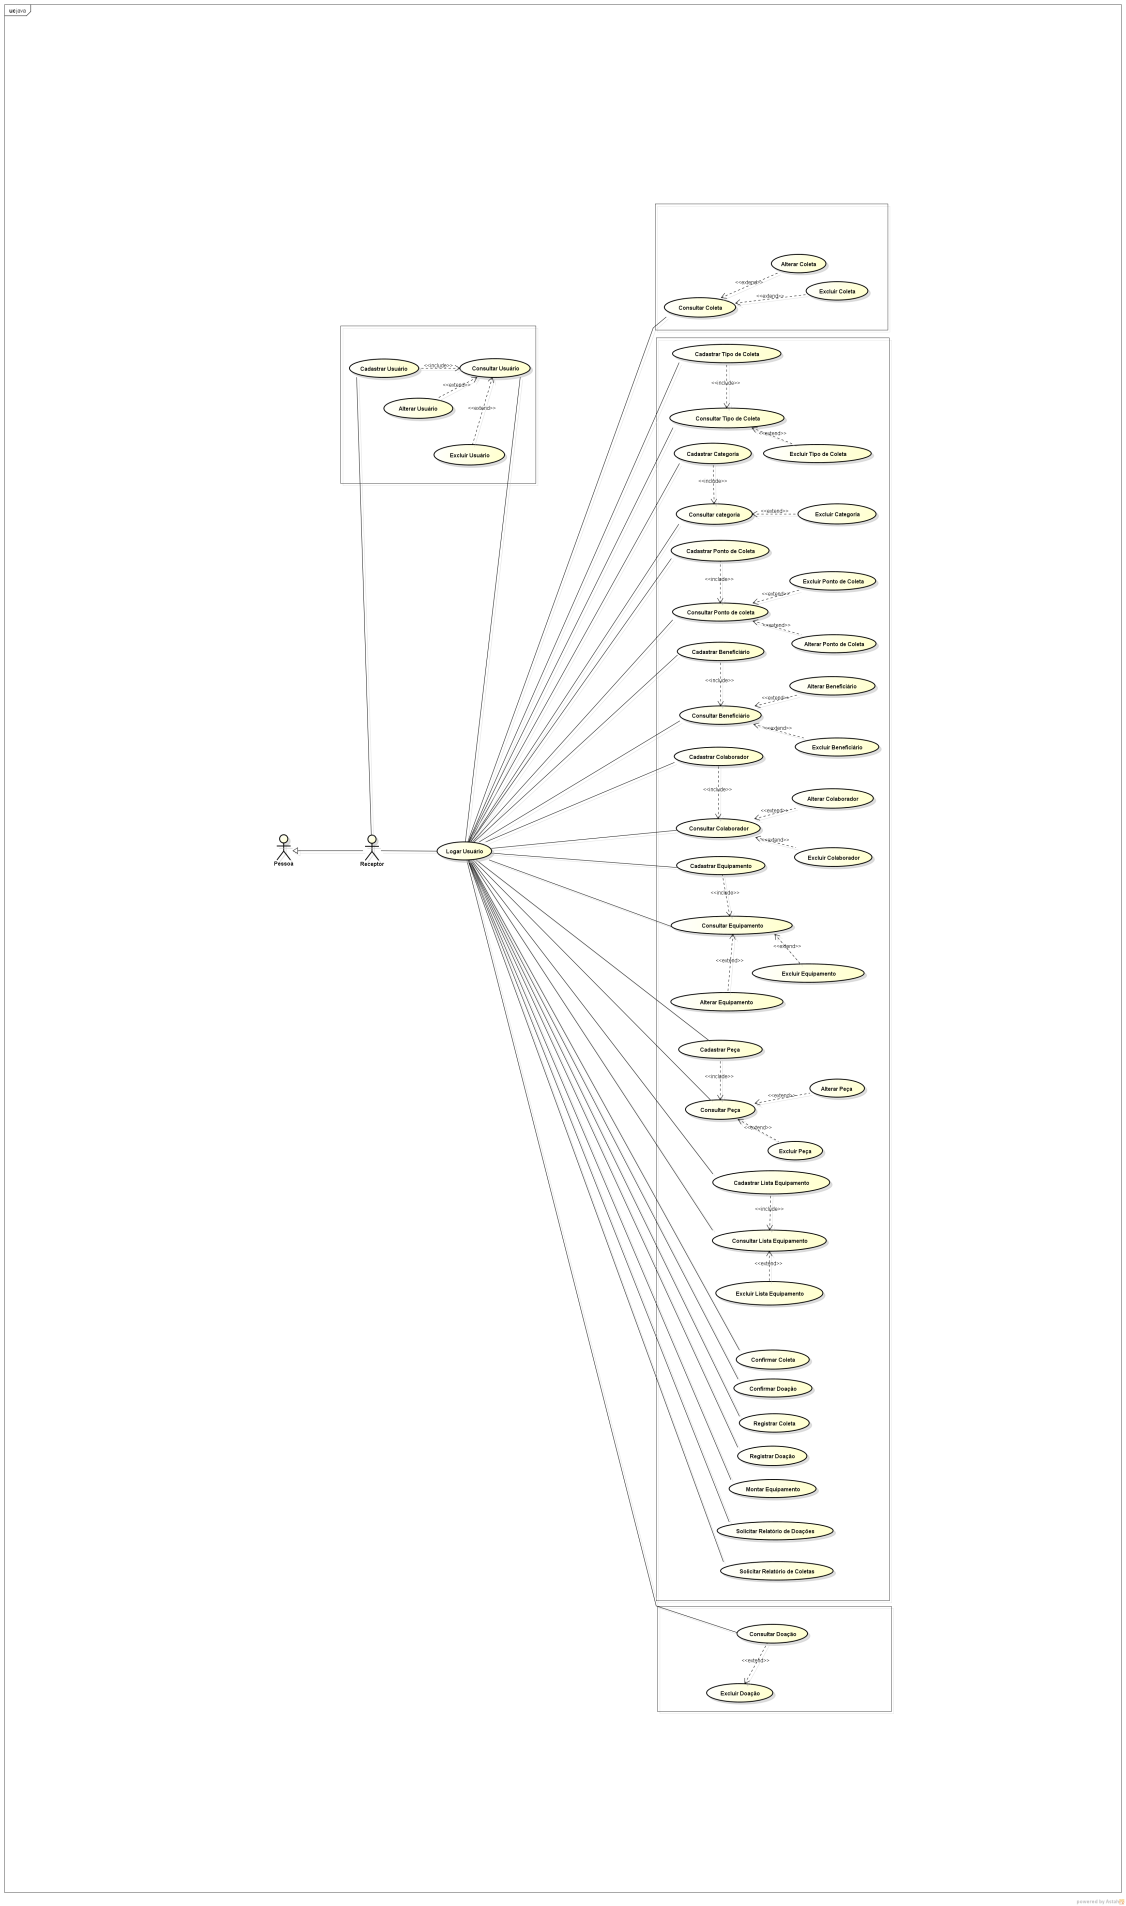 uc java
Alterar Coleta
<<extend>>
Excluir Coleta
<<extend>>
Consultar Coleta
Cadastrar Usuário
<<include>>
Consultar Usuário
<<extend>>
Alterar Usuário
<<extend>>
Excluir Usuário
Cadastrar Tipo de Coleta
<<include>>
Consultar Tipo de Coleta
<<extend>>
Excluir Tipo de Coleta
Cadastrar Categoria
<<include>>
Consultar categoria
<<extend>>
Excluir Categoria
Cadastrar Ponto de Coleta
<<include>>
Excluir Ponto de Coleta
<<extend>>
Consultar Ponto de coleta
<<extend>>
Alterar Ponto de Coleta
Cadastrar Beneficiário
<<include>>
Alterar Beneficiário
<<extend>>
Consultar Beneficiário
<<extend>>
Excluir Beneficiário
Cadastrar Colaborador
<<include>>
Alterar Colaborador
<<extend>>
Consultar Colaborador
<<extend>>
Excluir Colaborador
Pessoa
Receptor
Logar Usuário
Cadastrar Equipamento
<<include>>
Consultar Equipamento
<<extend>>
<<extend>>
Excluir Equipamento
Alterar Equipamento
Cadastrar Peça
<<include>>
Alterar Peça
<<extend>>
Consultar Peça
<<extend>>
Excluir Peça
Cadastrar Lista Equipamento
<<include>>
Consultar Lista Equipamento
<<extend>>
Excluir Lista Equipamento
Confirmar Coleta
Confirmar Doação
Registrar Coleta
Registrar Doação
Montar Equipamento
Solicitar Relatório de Doações
Solicitar Relatório de Coletas
Consultar Doação
<<extend>>
Excluir Doação
powered by Astah